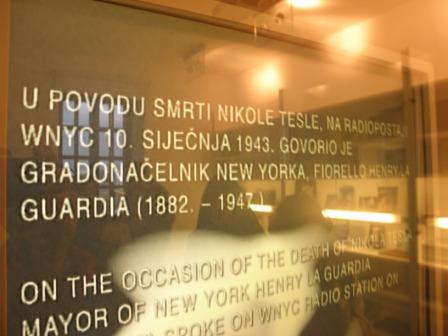 U POVODU SMRTI NIKOLE TESLE, NA RADIOPOSTAJI
WNYC 10. SIJEČNJA 1943. GOVORIO JE
GRADONAČELNIK NEW YORKA, FIORELLO HENRY LA
GUARDIA (1882. – 1947.)
ON THE OCCASION OF THE DEATH OF NIKOLA TESLA
MAYOR OF NEW YORK HENRY LA GUARDIA
SPOKE ON WNYC RADIO STATION ON